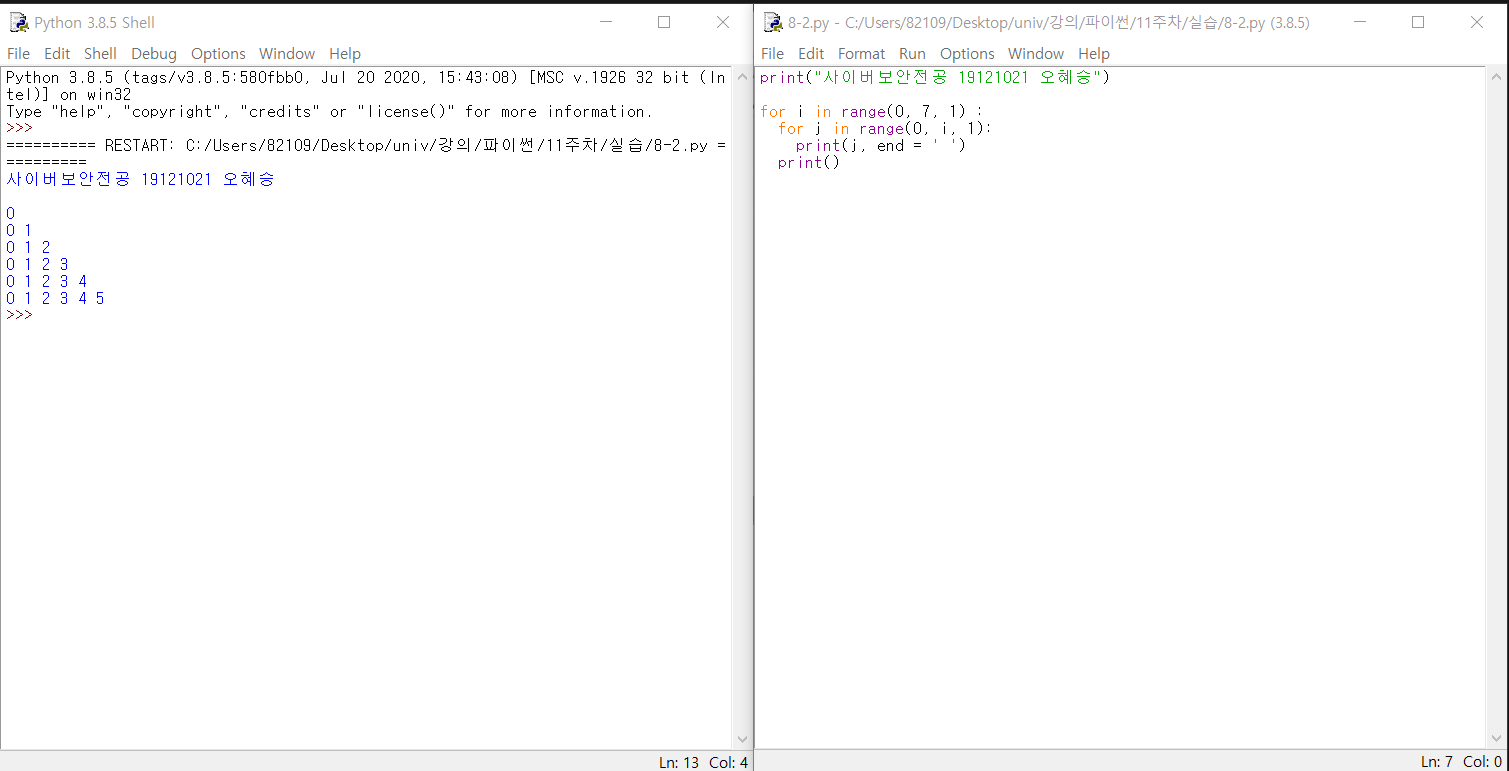 Python 3.8.5 Shell
File Edit Shell Debug Options Window Help
Python 3.8.5 (tags/v3.8.5:580fbb0, Jul 20 2020, 15:43:08) [MSC v.1926 32 bit (In
tel)] on win32
Type "help", "copyright", "credits" or "license()" for more information.
>>>
========== RESTART: C:/Users/82109/Desktop/univ/강의/파이썬/11주차/실습/8-2.py =
=========
사이버보안전공 19121021 오혜승

0
0 1
0 1 2
0 1 2 3
0 1 2 3 4
0 1 2 3 4 5
>>>
Ln: 13 Col: 4
8-2.py - C:/Users/82109/Desktop/univ/강의/파이썬/11주차/실습/8-2.py (3.8.5)
File Edit Format Run Options Window Help
print("사이버보안전공 19121021 오혜승")

for i in range(0, 7, 1) :
  for j in range(0, i, 1):
    print(j, end = ' ')
  print()
Ln: 7 Col: 0